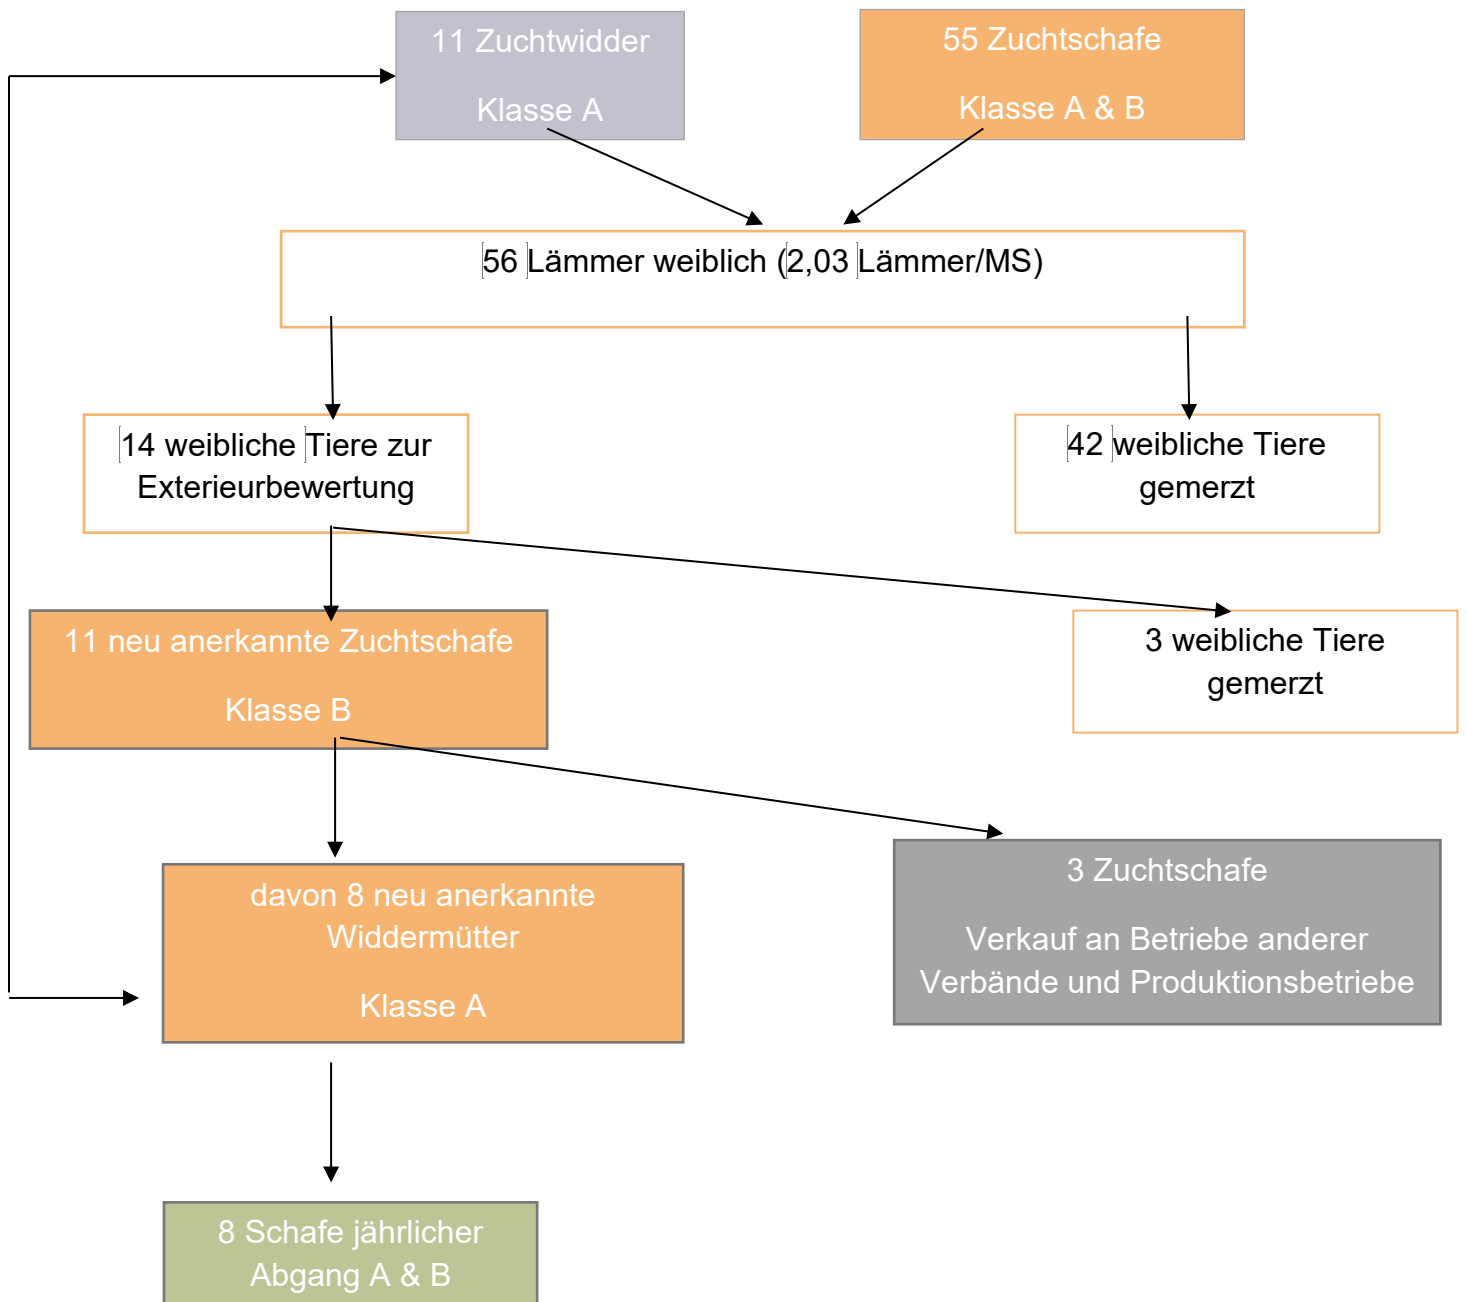 11 Zuchtwidder
Klasse A
55 Zuchtschafe
Klasse A & B
56 Lämmer weiblich (2,03 Lämmer/MS)
14 weibliche Tiere zur
Exterieurbewertung
42 weibliche Tiere
gemerzt
11 neu anerkannte Zuchtschafe
Klasse B
3 weibliche Tiere
gemerzt
davon 8 neu anerkannte
Widdermütter
Klasse A
3 Zuchtschafe
Verkauf an Betriebe anderer
Verbände und Produktionsbetriebe
8 Schafe jährlicher
Abgang A & B